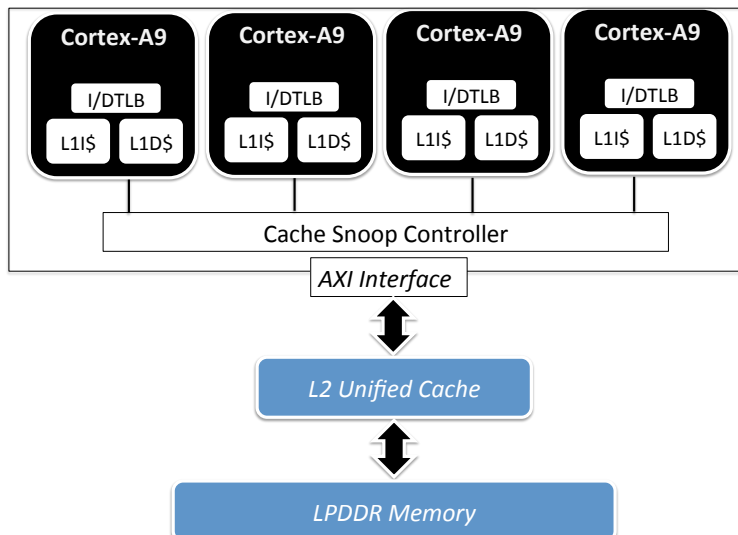 Cortex-A9 Cortex-A9 Cortex-A9 Cortex-A9
I/DTLB I/DTLB I/DTLB I/DTLB
L1I$ L1D$ L1I$ L1D$ L1I$ L1D$ L1I$ L1D$
Cache Snoop Controller
AXI Interface
L2 Unified Cache
LPDDR Memory